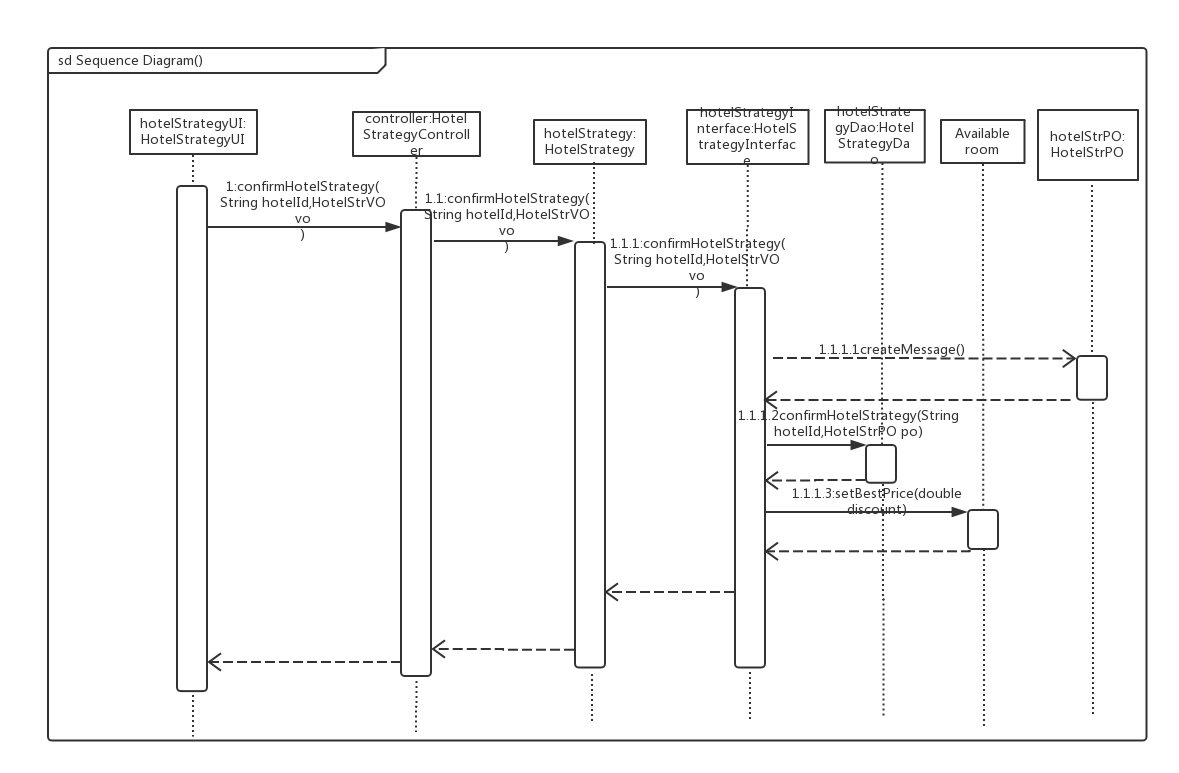 sd Sequence Diagram()
hotelStrategyUI:
HotelStrategyUI
controller:Hotel
StrategyControll
er
hotelStrategy:
HotelStrategy
hotelStrategyI
nterface:HotelS
trategyInterfac
e
hotelStrate
gyDao:Hotel
StrategyDa
o
Available
room
hotelStrPO:
HotelStrPO
1:confirmHotelStrategy(
String hotelId,HotelStrVO
vo
)
1.1:confirmHotelStrategy(
String hotelId,HotelStrVO
vo
)
1.1.1:confirmHotelStrategy(
String hotelId,HotelStrVO
vo
)
1.1.1.1createMessage()
1.1.1.2confirmHotelStrategy(String
hotelId,HotelStrPO po)
1.1.1.3:setBestPrice(double
discount)